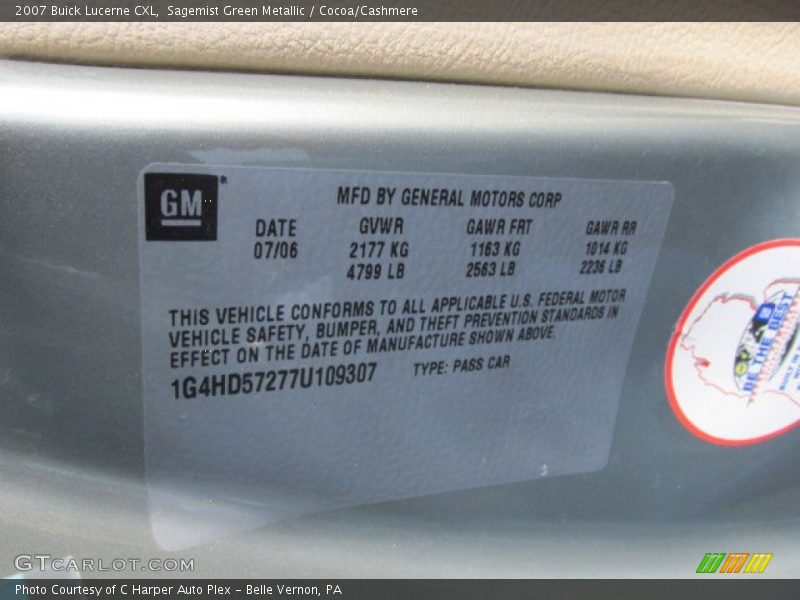 2007 Buick Lucerne CXL, Sagemist Green Metallic / Cocoa/Cashmere
GM
MFD BY GENERAL MOTORS CORP
DATE GVWR GAWR FRT GAWR RR
07/06 2177 KG 1163 KG 1014 KG
4799 LB 2563 LB 2236 LB
THIS VEHICLE CONFORMS TO ALL APPLICABLE U.S. FEDERAL MOTOR
VEHICLE SAFETY, BUMPER, AND THEFT PREVENTION STANDARDS IN
EFFECT ON THE DATE OF MANUFACTURE SHOWN ABOVE.
1G4HD57277U109307 TYPE: PASS CAR
BE THE BEST
GTCARLOT.COM
Photo Courtesy of C Harper Auto Plex - Belle Vernon, PA